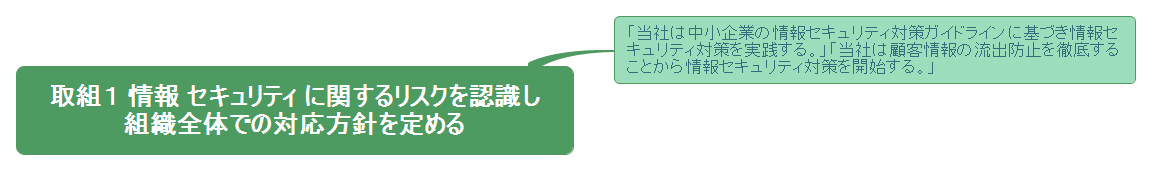 「当社は中小企業の情報セキュリティ対策ガイドラインに基づき情報セ
キュリティ対策を実践する。」「当社は顧客情報の流出防止を徹底する
ことから情報セキュリティ対策を開始する。」
取組１ 情報 セキュリティ に関するリスクを認識し
組織全体での対応方針を定める